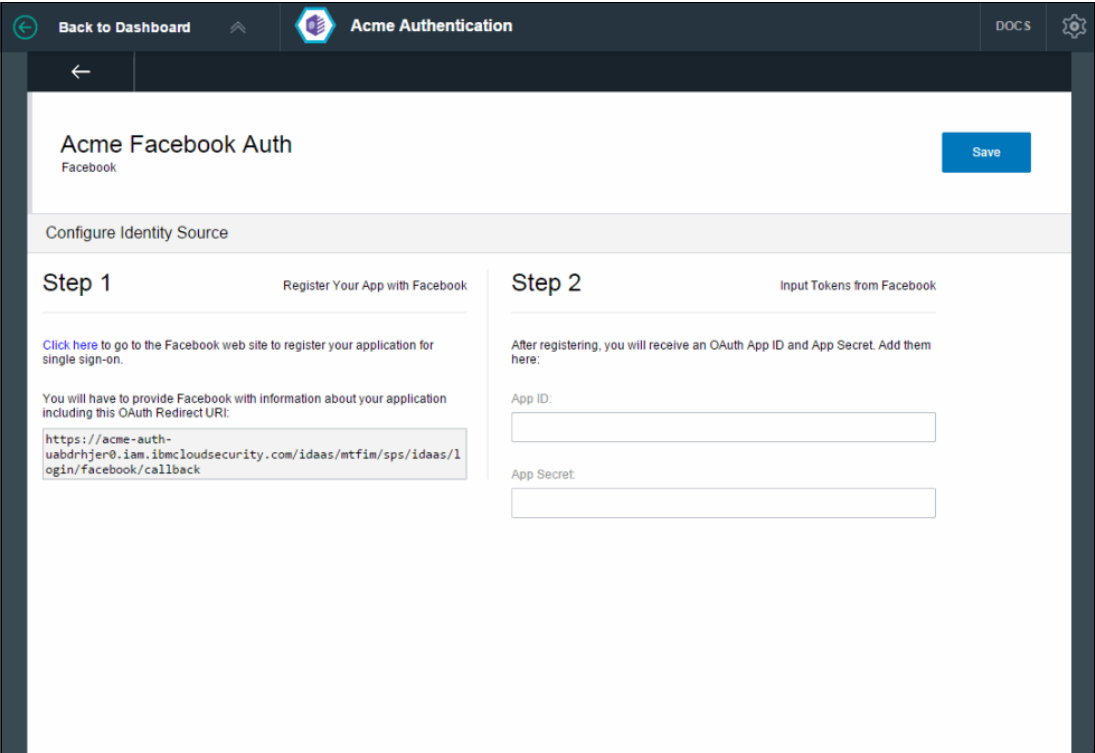 Back to Dashboard
Acme Authentication
DOCS
Acme Facebook Auth
Facebook
Save
Configure Identity Source
Step 1
Register Your App with Facebook
Click here to go to the Facebook web site to register your application for
single sign-on.
You will have to provide Facebook with information about your application
including this OAuth Redirect URI:
https://acme-auth-
uabdrhjer0.iam.ibmcloudsecurity.com/idaas/mtfim/sps/idaas/l
ogin/facebook/callback
Step 2
Input Tokens from Facebook
After registering, you will receive an OAuth App ID and App Secret. Add them
here:
App ID:
App Secret: